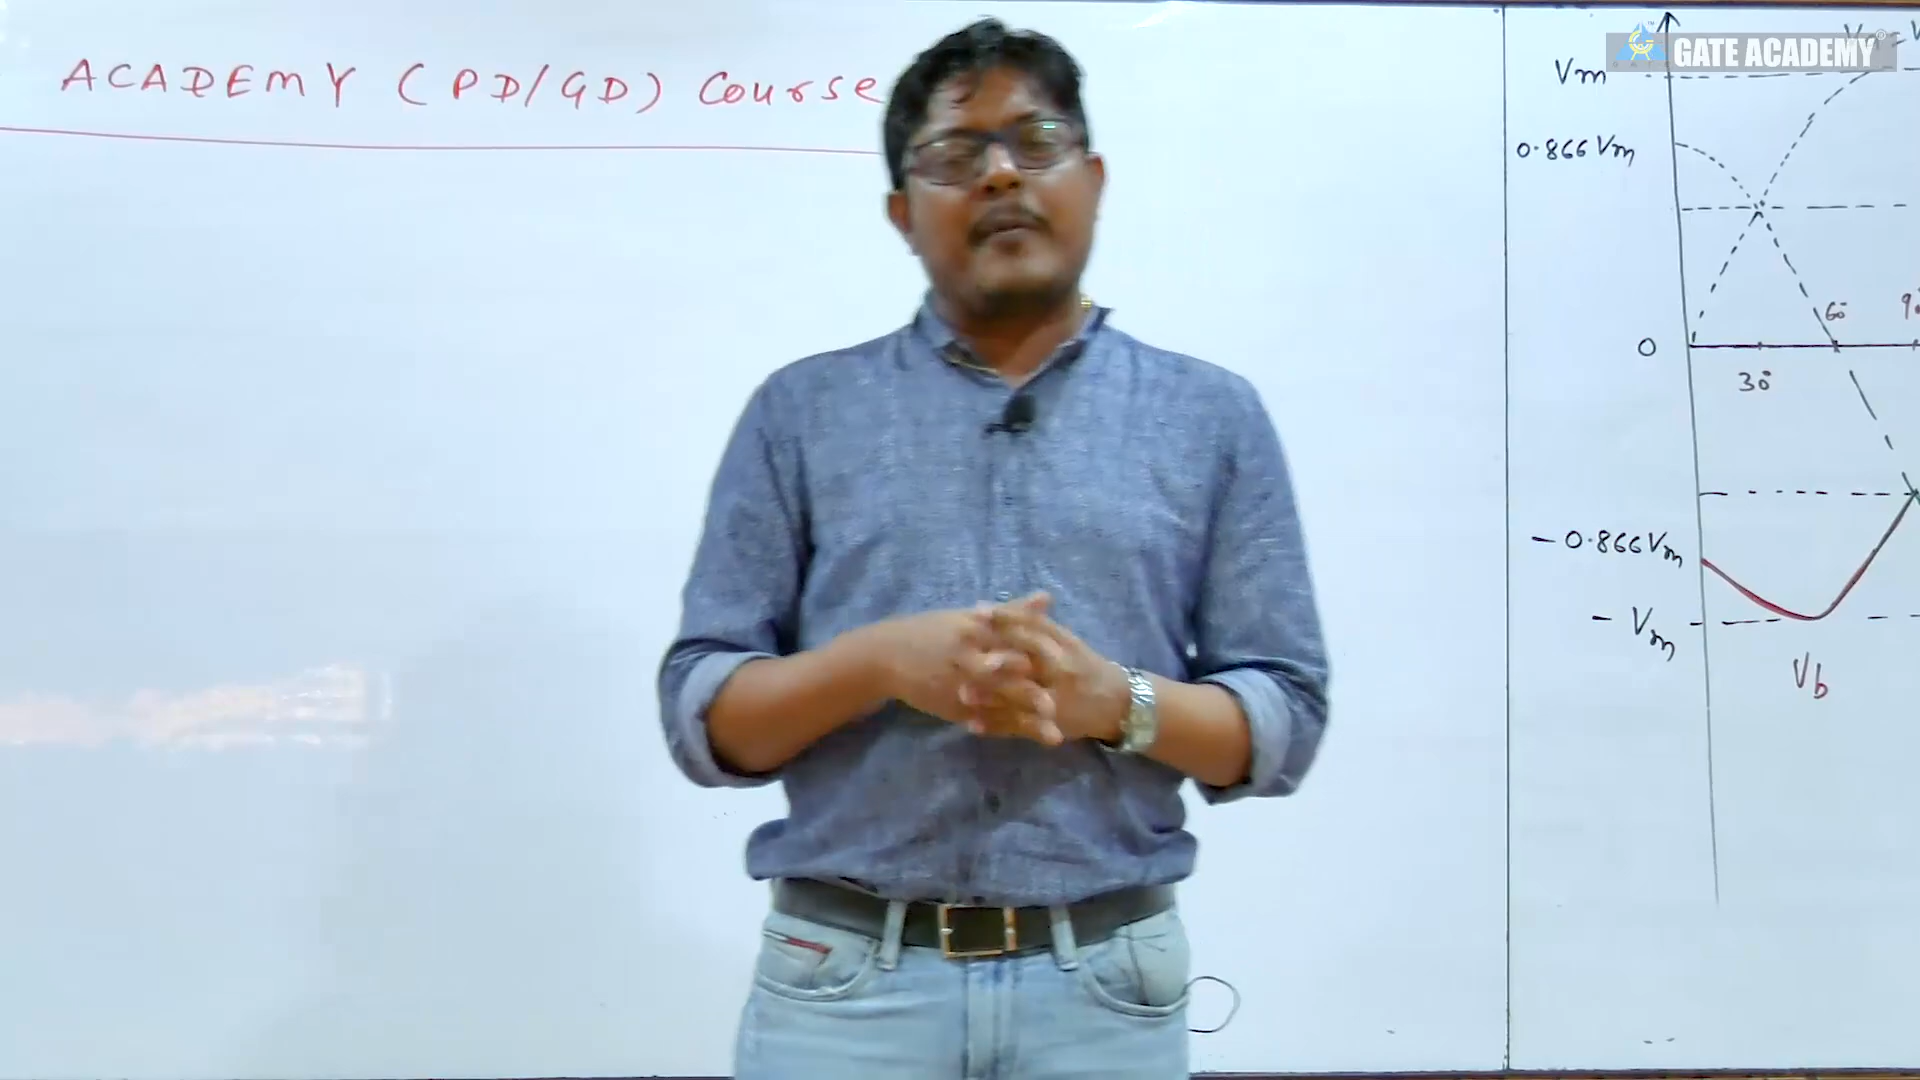 ACADEMY (PD/GD) Course
GATE ACADEMY®
Vm
0.866 Vm
60°
0
30°
- 0.866 Vm
- Vm
Vb